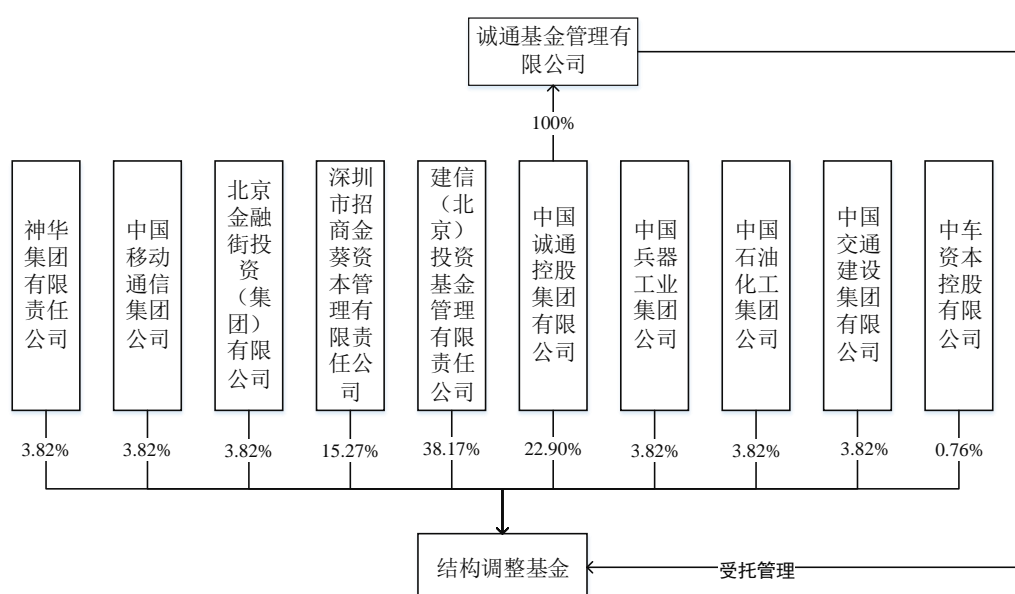 诚通基金管理有
限公司
100%
神华
集团
有限
责任
公司
中国
移动
通信
集团
公司
北京
金融
街投
资
（集
团）
有限
公司
深圳
市招
商金
葵资
本管
理有
限责
任公
司
建信
（北
京）
投资
基金
管理
有限
责任
公司
中国
诚通
控股
集团
有限
公司
中国
兵器
工业
集团
公司
中国
石油
化工
集团
公司
中国
交通
建设
集团
有限
公司
中车
资本
控股
有限
公司
3.82%
3.82%
3.82%
15.27%
38.17%
22.90%
3.82%
3.82%
3.82%
0.76%
结构调整基金
受托管理